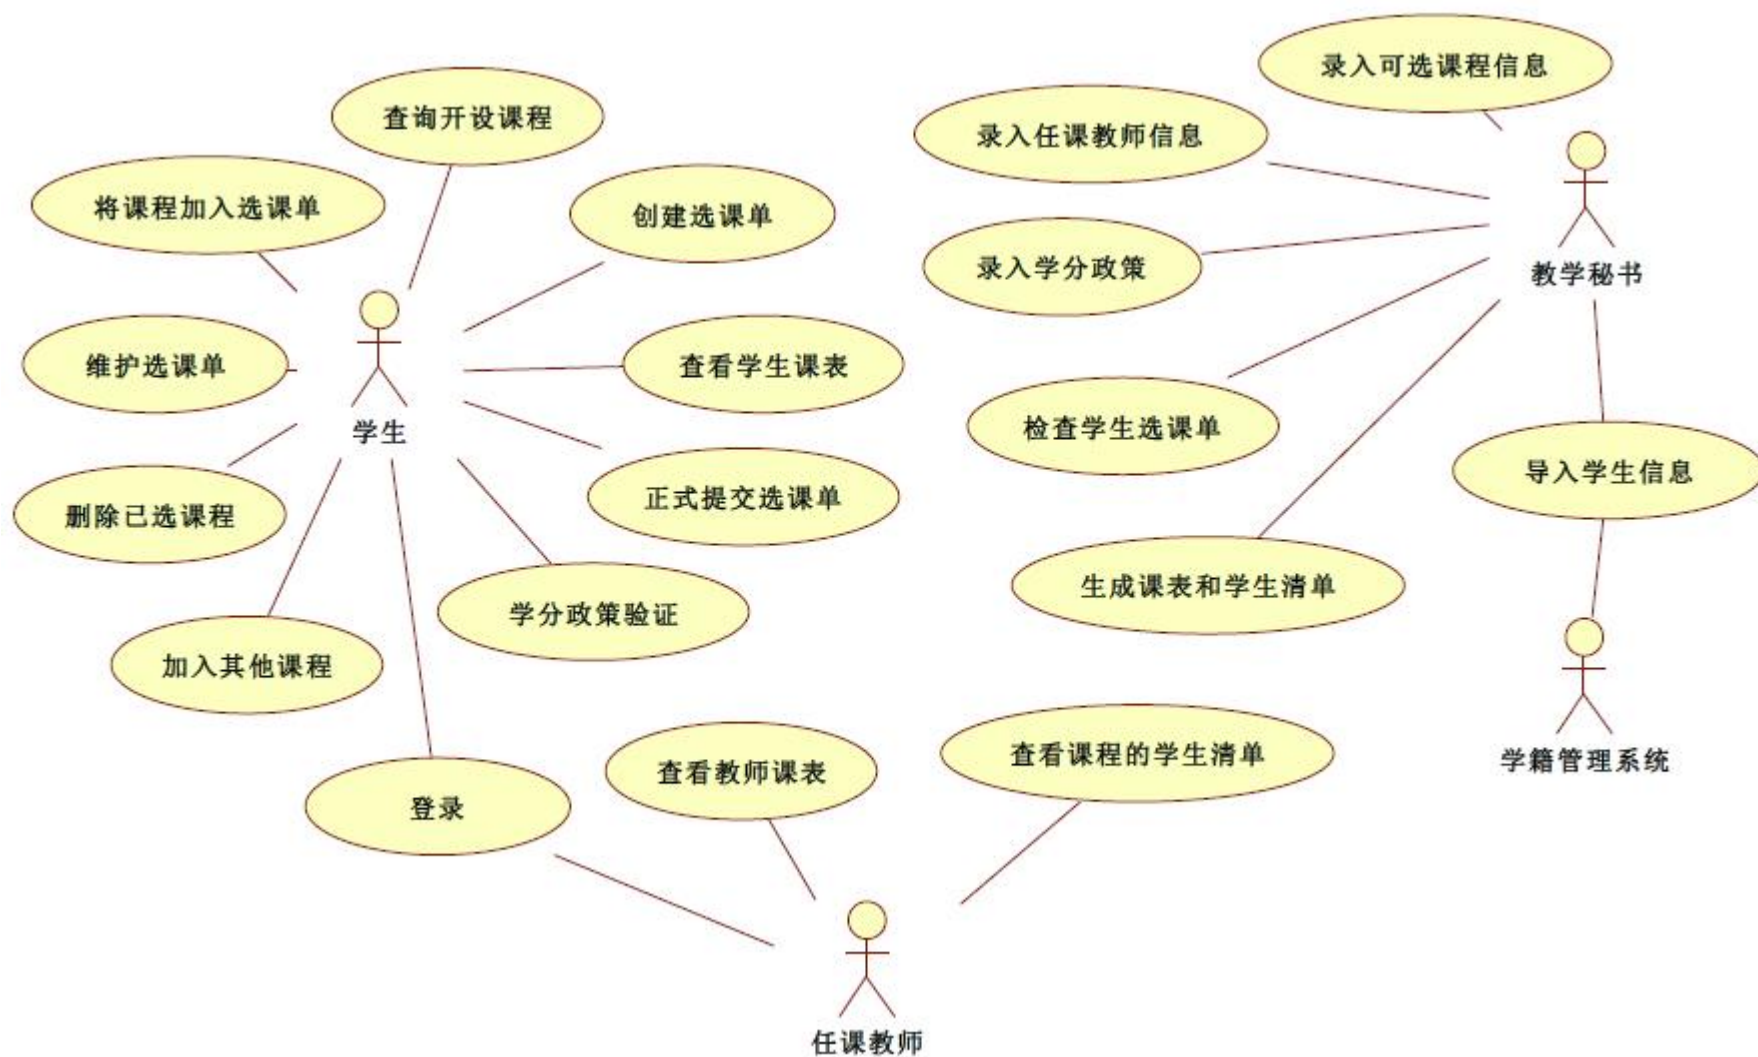 录入可选课程信息
查询开设课程
录入任课教师信息
将课程加入选课单
创建选课单
录入学分政策
教学秘书
维护选课单
查看学生课表
学生
检查学生选课单
导入学生信息
删除已选课程
正式提交选课单
学分政策验证
生成课表和学生清单
加入其他课程
查看课程的学生清单
学籍管理系统
查看教师课表
登录
任课教师